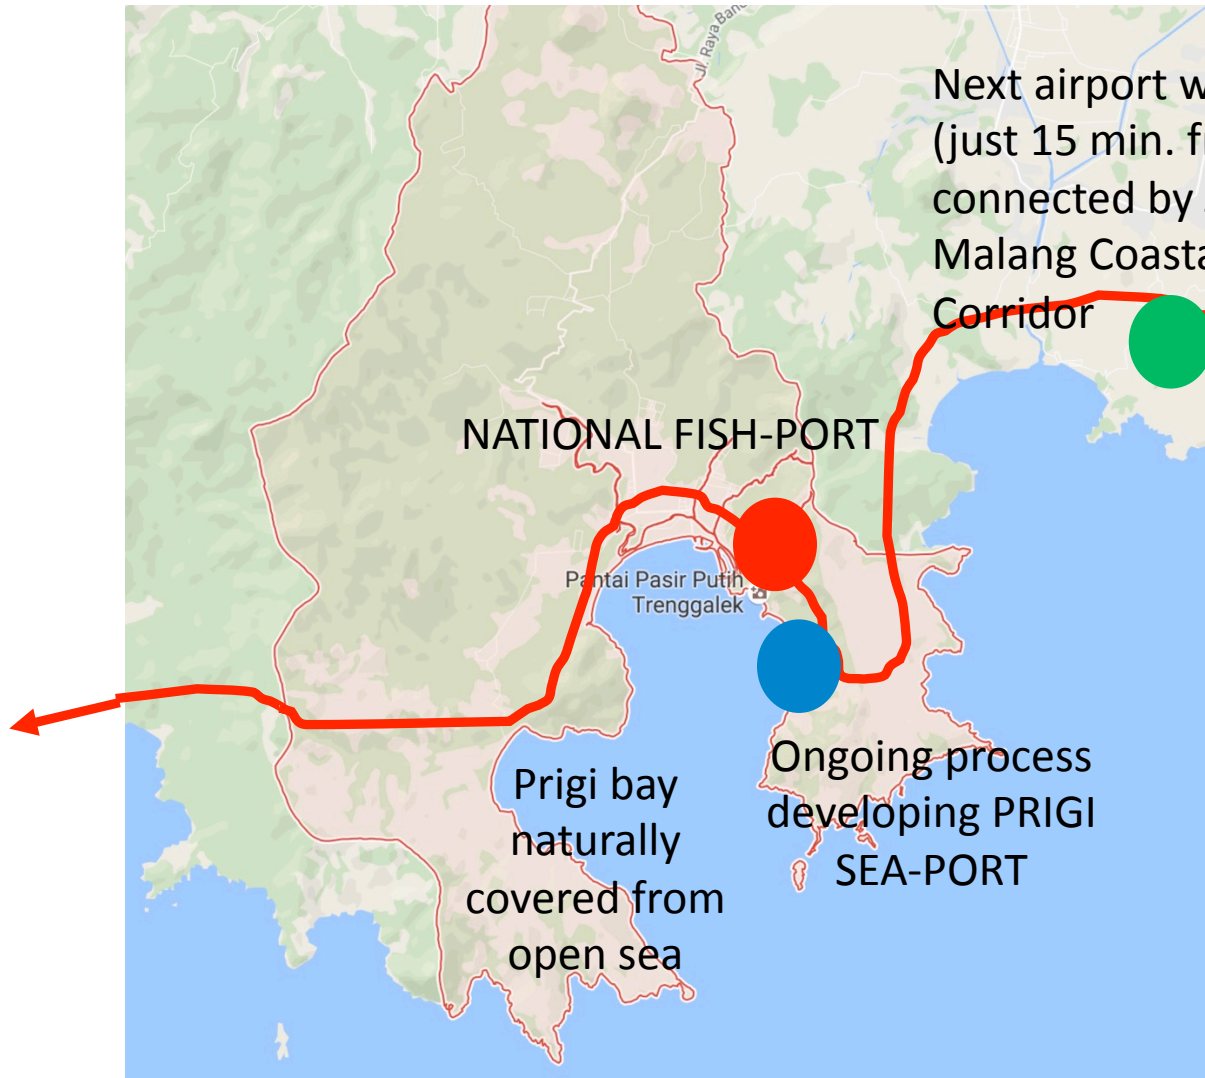 Jl. Raya
Next airport
(just 15 min.
connected by
Malang
Corridor
NATIONAL FISH-PORT
Pantai Pasir Putih
Trenggalek
Prigi bay
naturally
covered from
open sea
Ongoing process
developing PRIGI
SEA-PORT